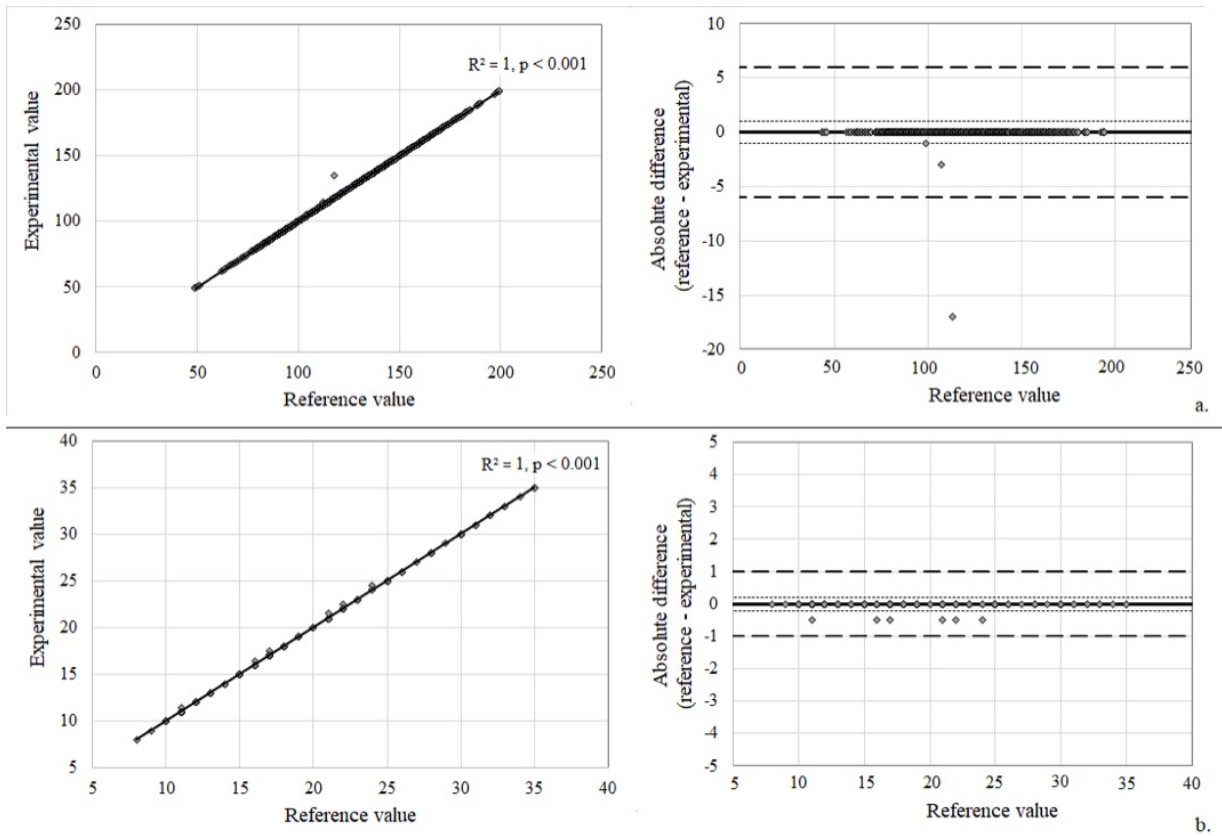 250
200
150
100
50
0
Experimental value
R² = 1, p < 0.001
0 50 100 150 200 250
Reference value
10
5
0
-5
-10
-15
-20
Absolute difference
(reference - experimental)
0 50 100 150 200 250
Reference value
a.
40
35
30
25
20
15
10
5
Experimental value
R² = 1, p < 0.001
5 10 15 20 25 30 35 40
Reference value
5
4
3
2
1
0
-1
-2
-3
-4
-5
Absolute difference
(reference - experimental)
5 10 15 20 25 30 35 40
Reference value
b.